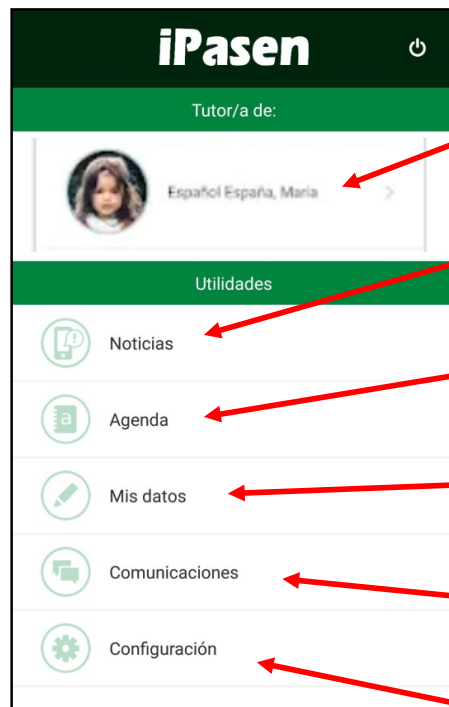 iPasen
Tutor/a de:
Español España, María
Utilidades
Noticias
Agenda
Mis datos
Comunicaciones
Configuración